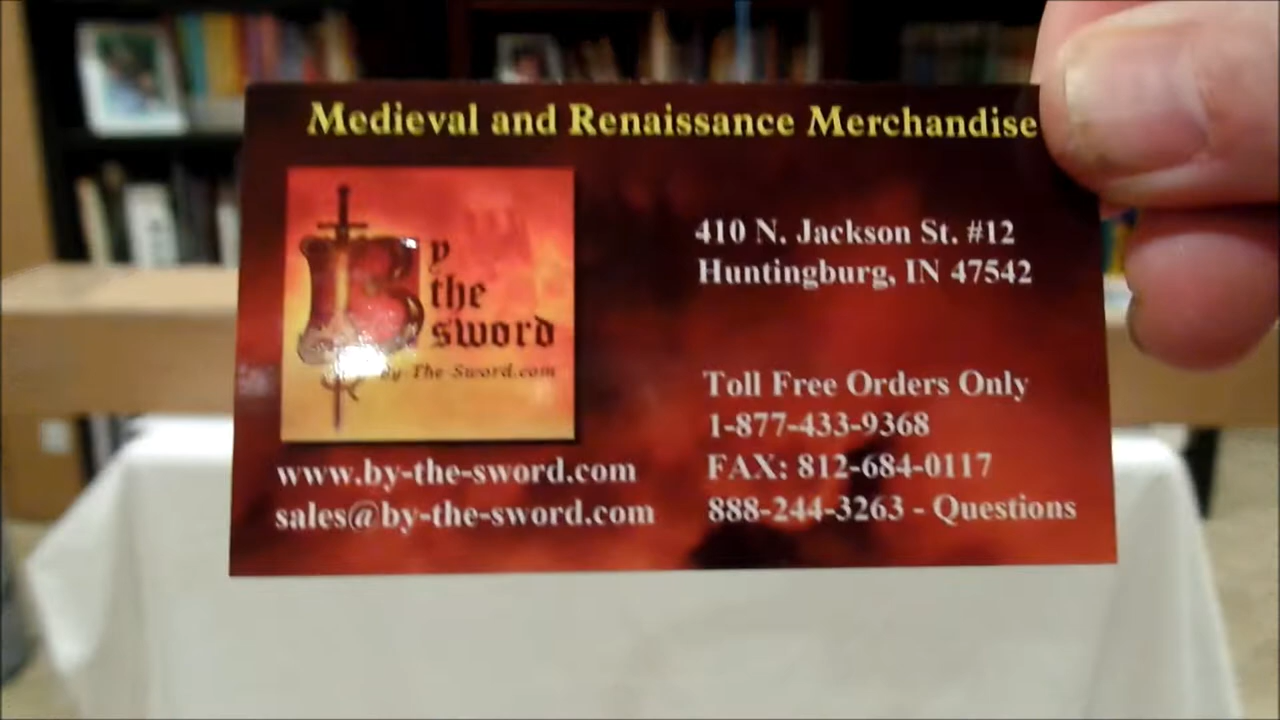 Medieval and Renaissance Merchandise
By
the
sword
By-The-Sword.com
410 N. Jackson St. #12
Huntingburg, IN 47542
Toll Free Orders Only
1-877-433-9368
FAX: 812-684-0117
888-244-3263 - Questions
www.by-the-sword.com
sales@by-the-sword.com